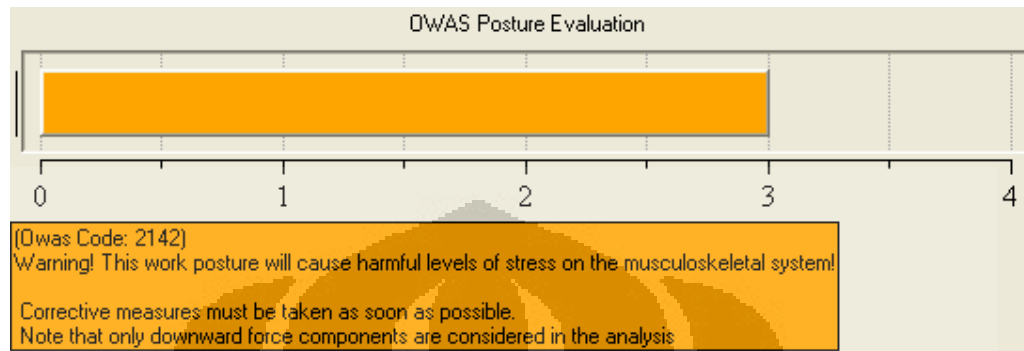 OWAS Posture Evaluation
0 1 2 3 4
(Owas Code: 2142)
Warning! This work posture will cause harmful levels of stress on the musculoskeletal system!
Corrective measures must be taken as soon as possible.
Note that only downward force components are considered in the analysis